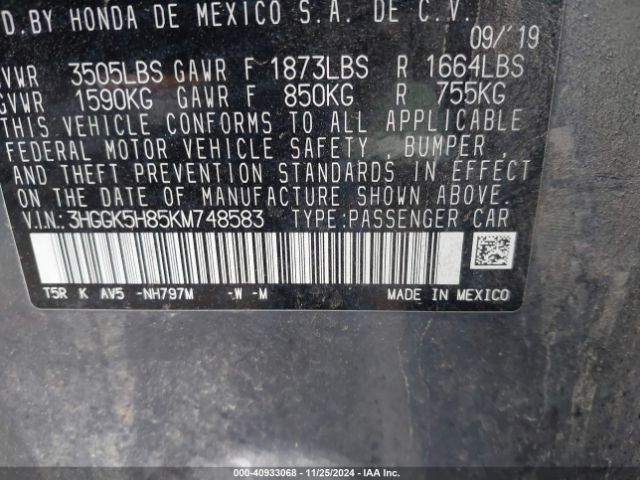 D.BY HONDA DE MEXICO S.A. DE C.V.
09/'19
VWR 3505LBS GAWR F 1873LBS R 1664LBS
GVWR 1590KG GAWR F 850KG R 755KG
THIS VEHICLE CONFORMS TO ALL APPLICABLE
FEDERAL MOTOR VEHICLE SAFETY , BUMPER ,
AND THEFT PREVENTION STANDARDS IN EFFECT
ON THE DATE OF MANUFACTURE SHOWN ABOVE.
V.I.N.: 3HGGK5H85KM748583 TYPE:PASSENGER CAR
T5R K AV5 -NH797M -W -M MADE IN MEXICO
000-40933068 - 11/25/2024 - IAA Inc.